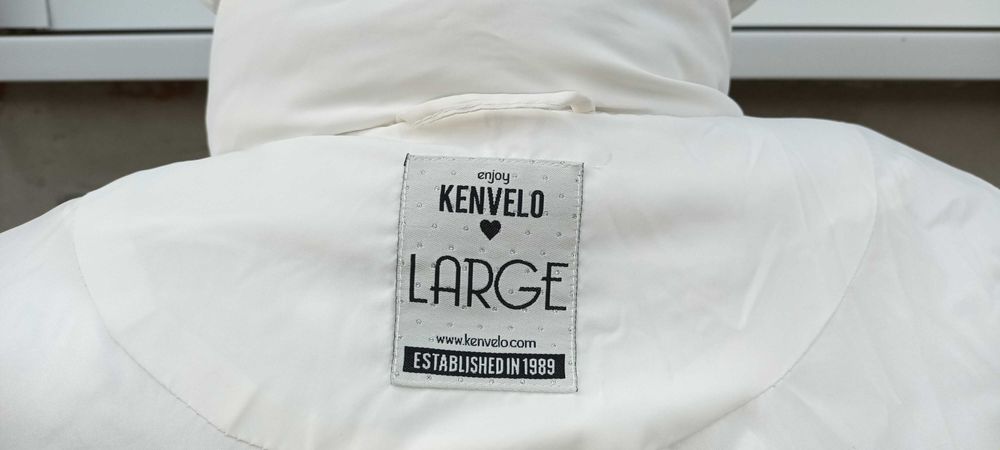 enjoy
KENVELO
LARGE
www.kenvelo.com
ESTABLISHED IN 1989